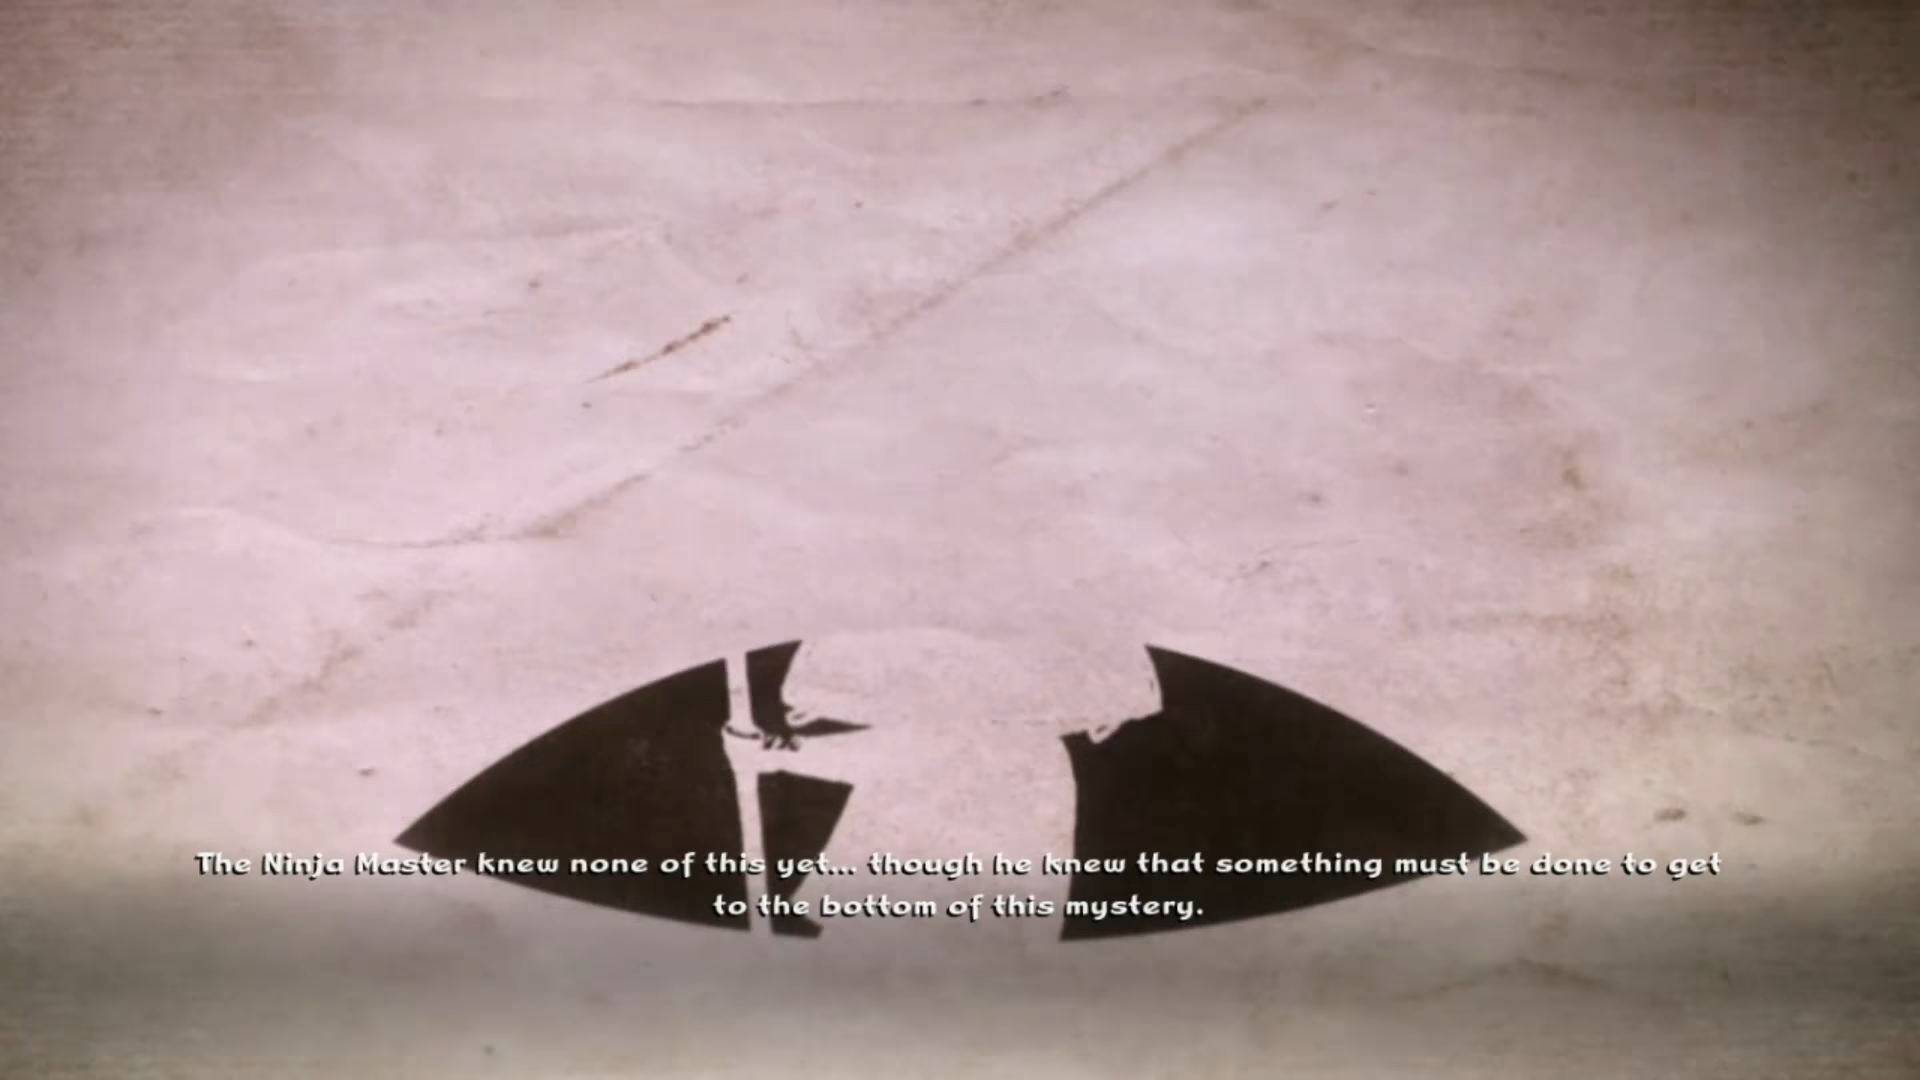 The Ninja Master knew none of this yet... though he knew that something must be done to get
to the bottom of this mystery.